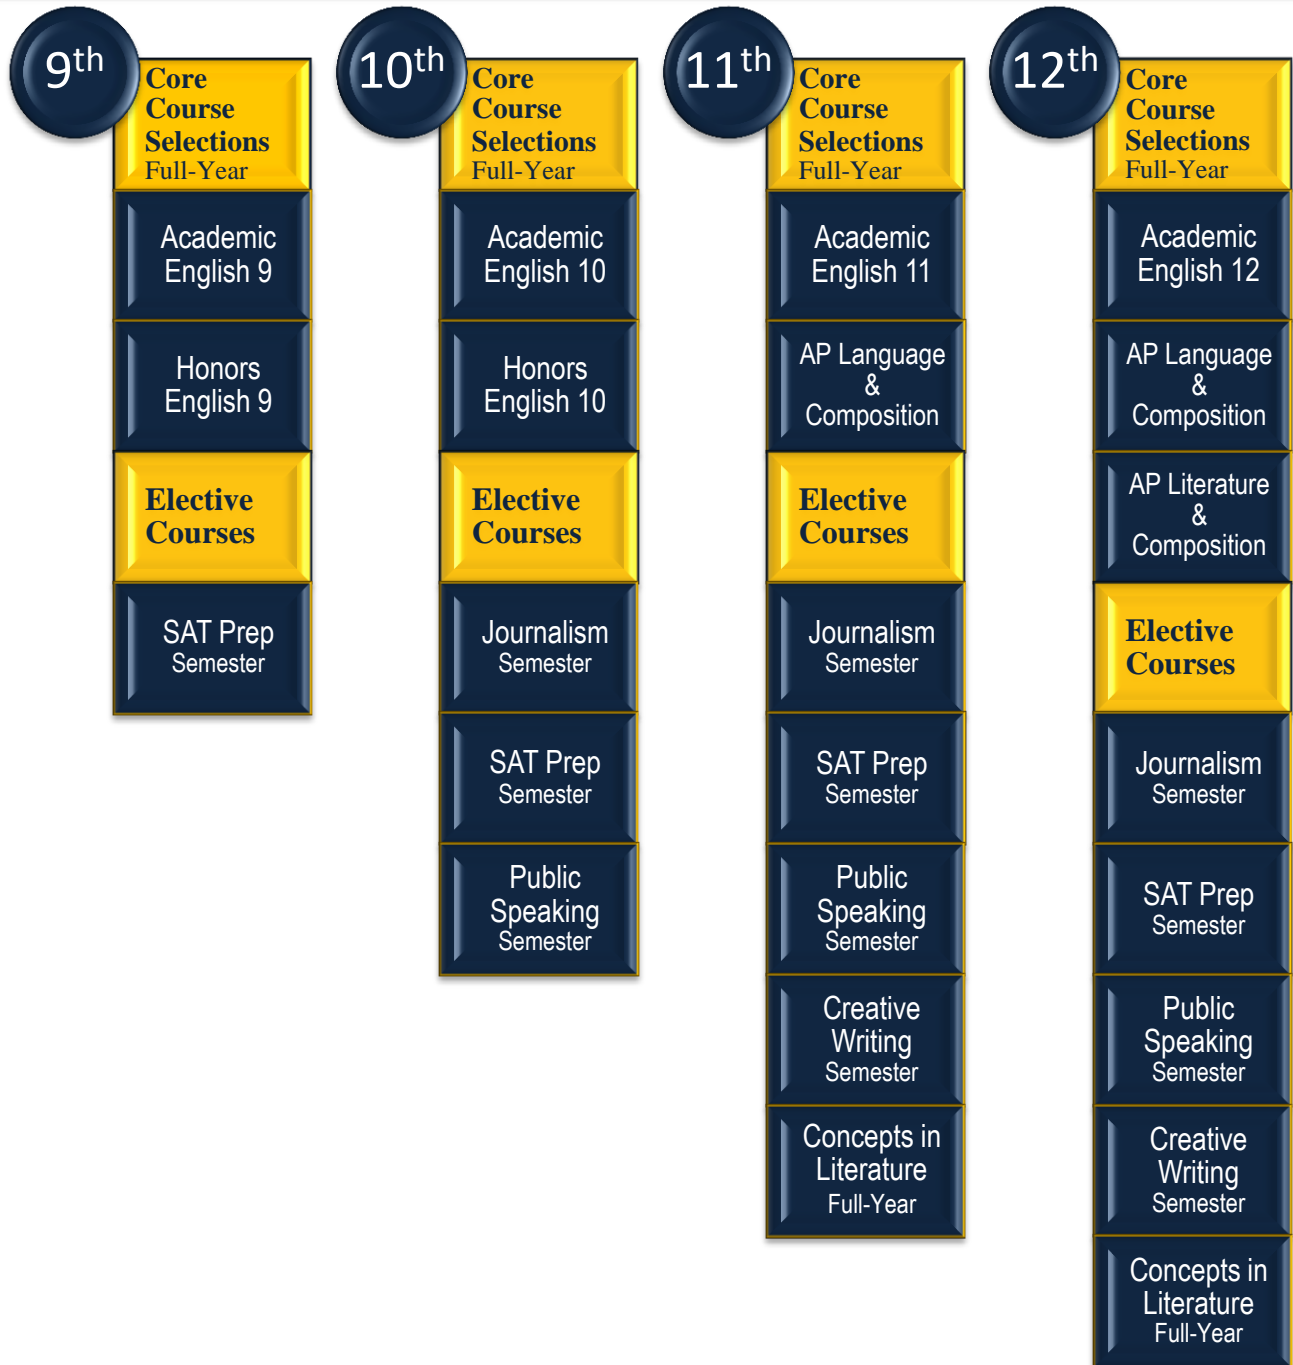 9th
Core
Course
Selections
Full-Year
Academic
English 9
Honors
English 9
Elective
Courses
SAT Prep
Semester
10th
Core
Course
Selections
Full-Year
Academic
English 10
Honors
English 10
Elective
Courses
Journalism
Semester
SAT Prep
Semester
Public
Speaking
Semester
11th
Core
Course
Selections
Full-Year
Academic
English 11
AP Language
&
Composition
Elective
Courses
Journalism
Semester
SAT Prep
Semester
Public
Speaking
Semester
Creative
Writing
Semester
Concepts in
Literature
Full-Year
12th
Core
Course
Selections
Full-Year
Academic
English 12
AP Language
&
Composition
AP Literature
&
Composition
Elective
Courses
Journalism
Semester
SAT Prep
Semester
Public
Speaking
Semester
Creative
Writing
Semester
Concepts in
Literature
Full-Year